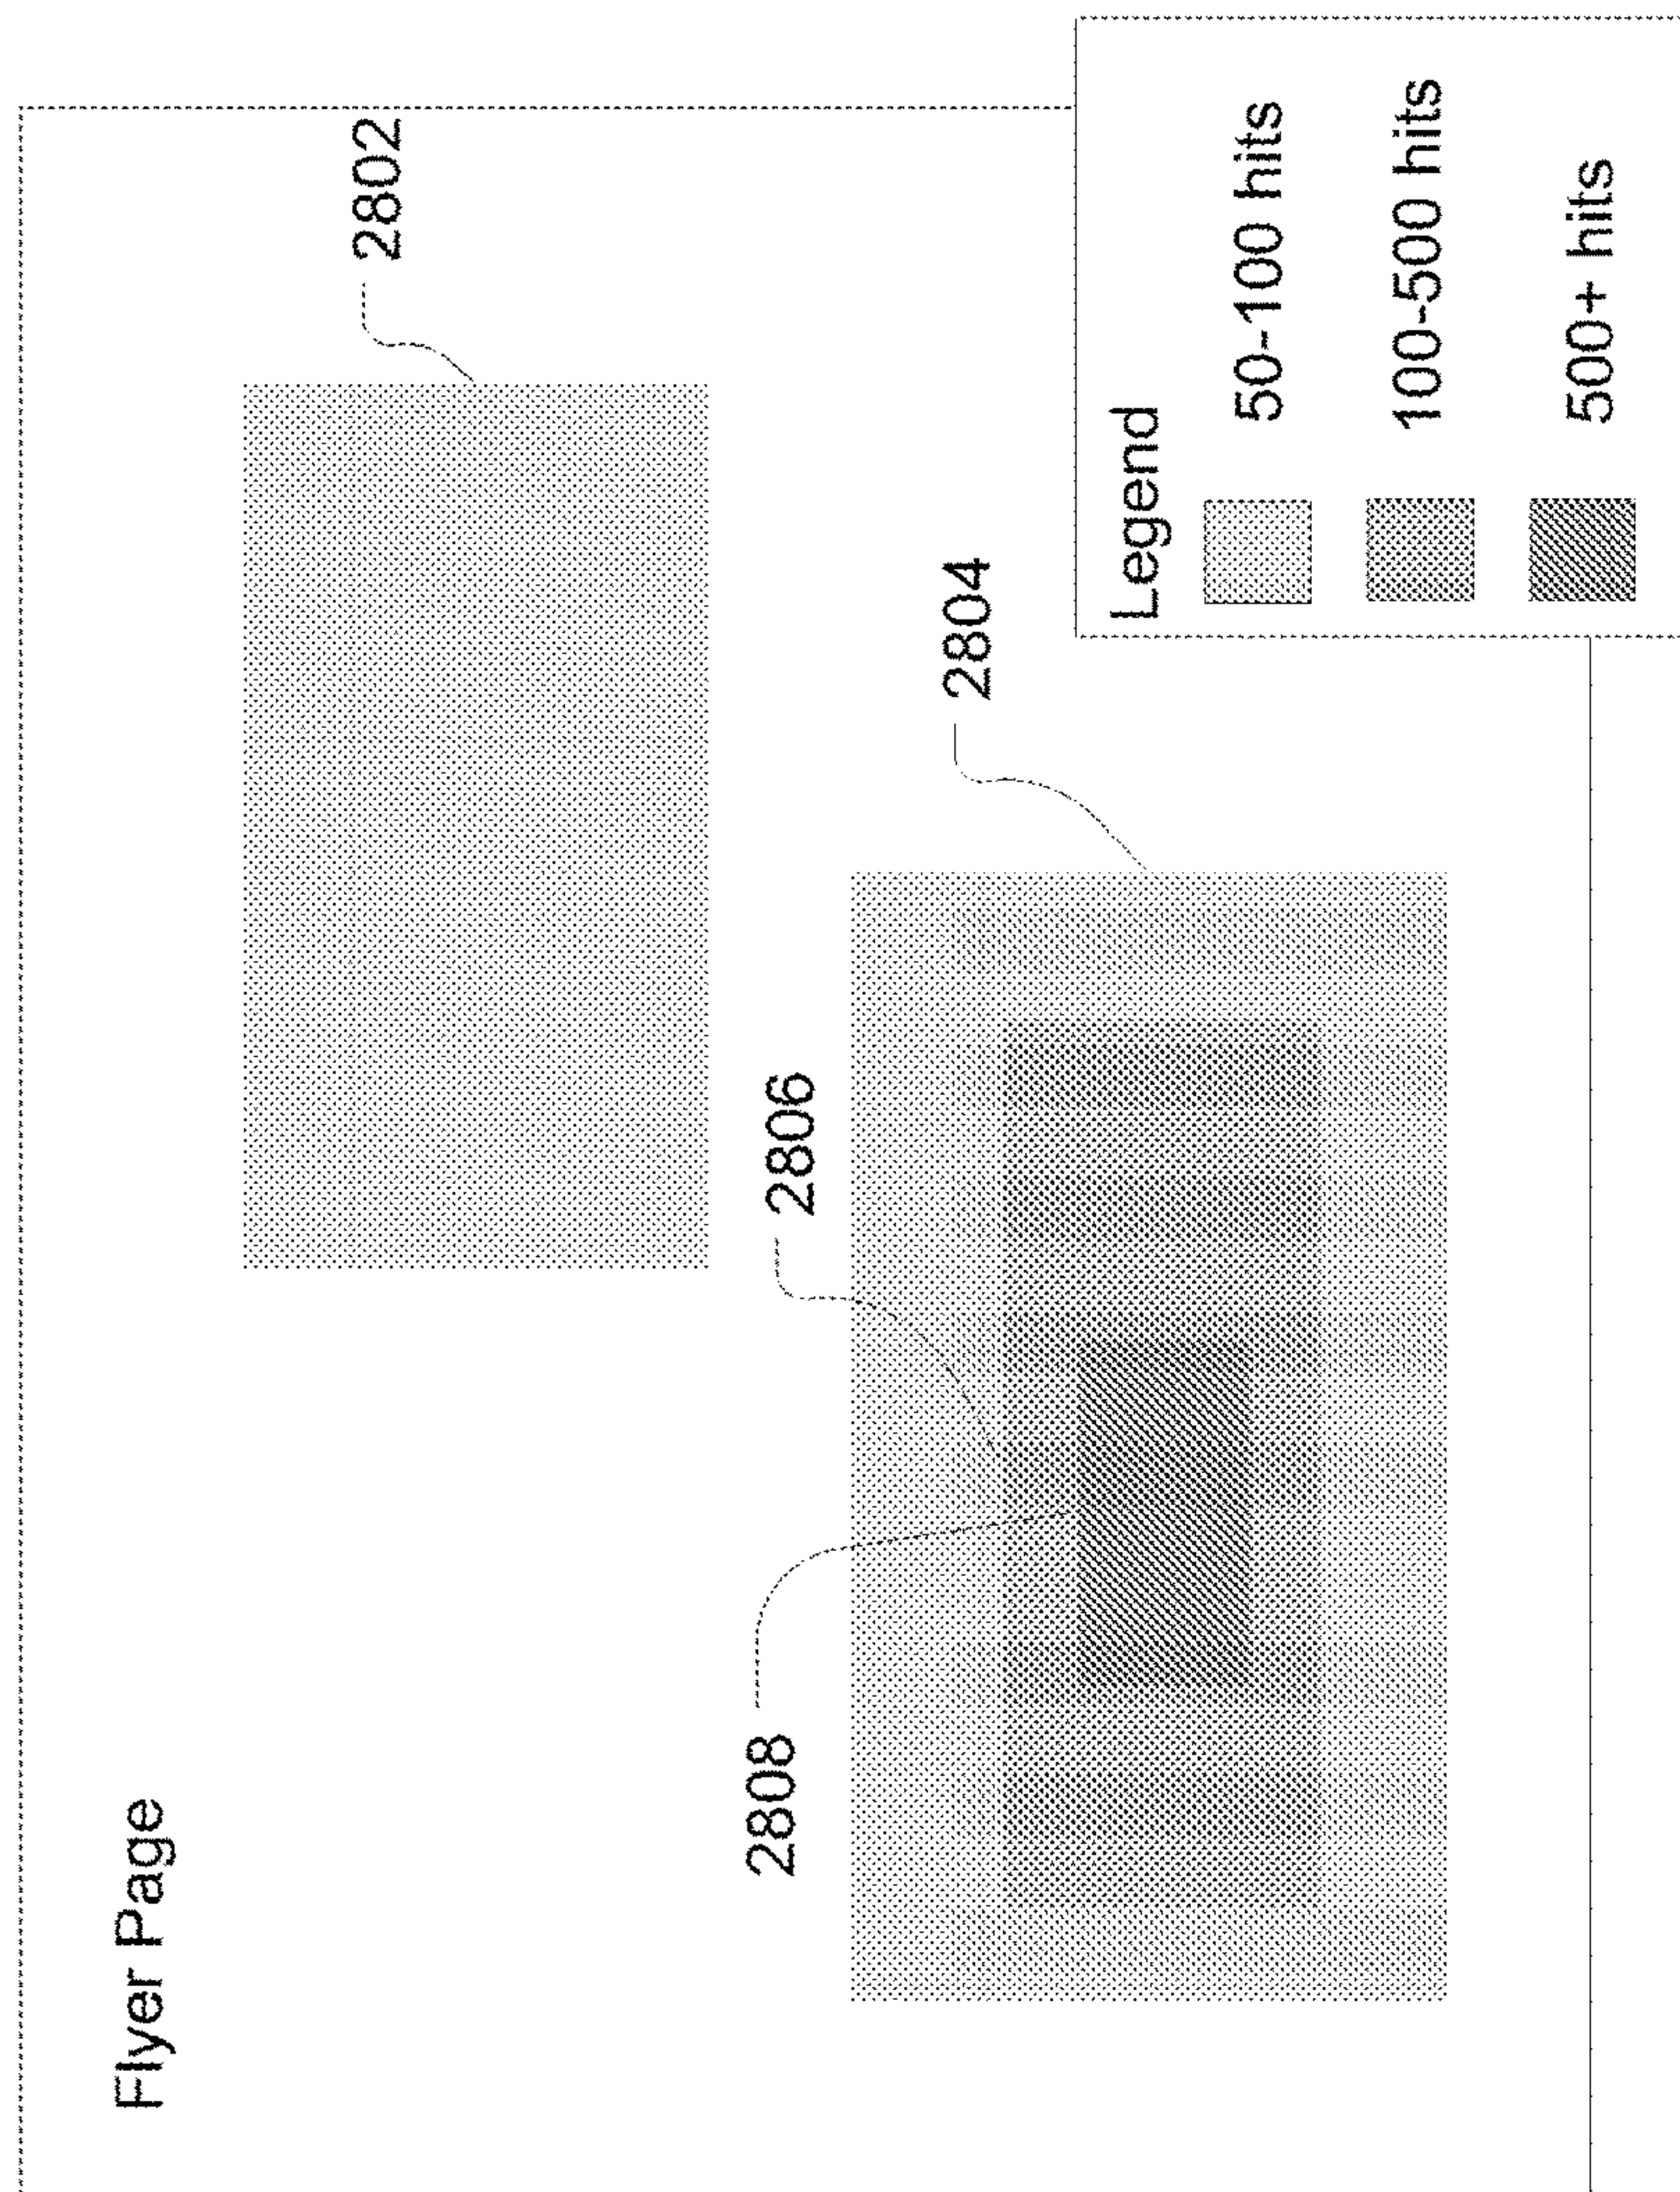 Flyer Page
2802
2808
2806
2804
Legend
50-100 hits
100-500 hits
500+ hits